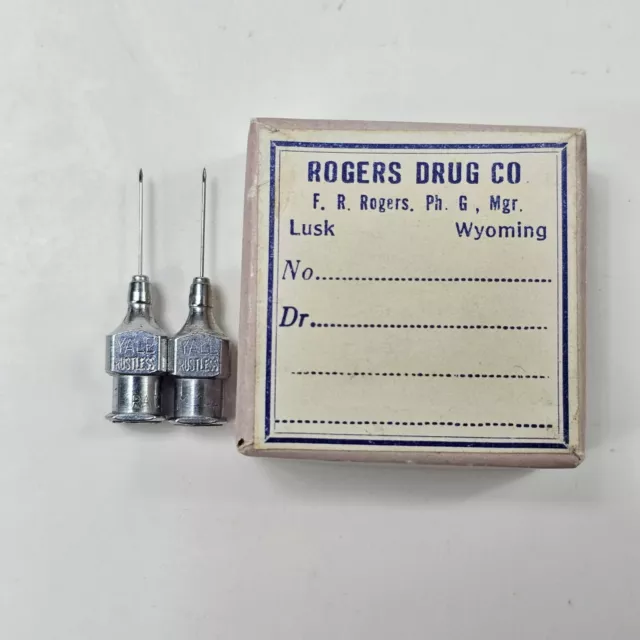 YALE
RUSTLESS
YALE
RUSTLESS
ROGERS DRUG CO
F. R. Rogers. Ph. G , Mgr.
Lusk Wyoming
No.
Dr.